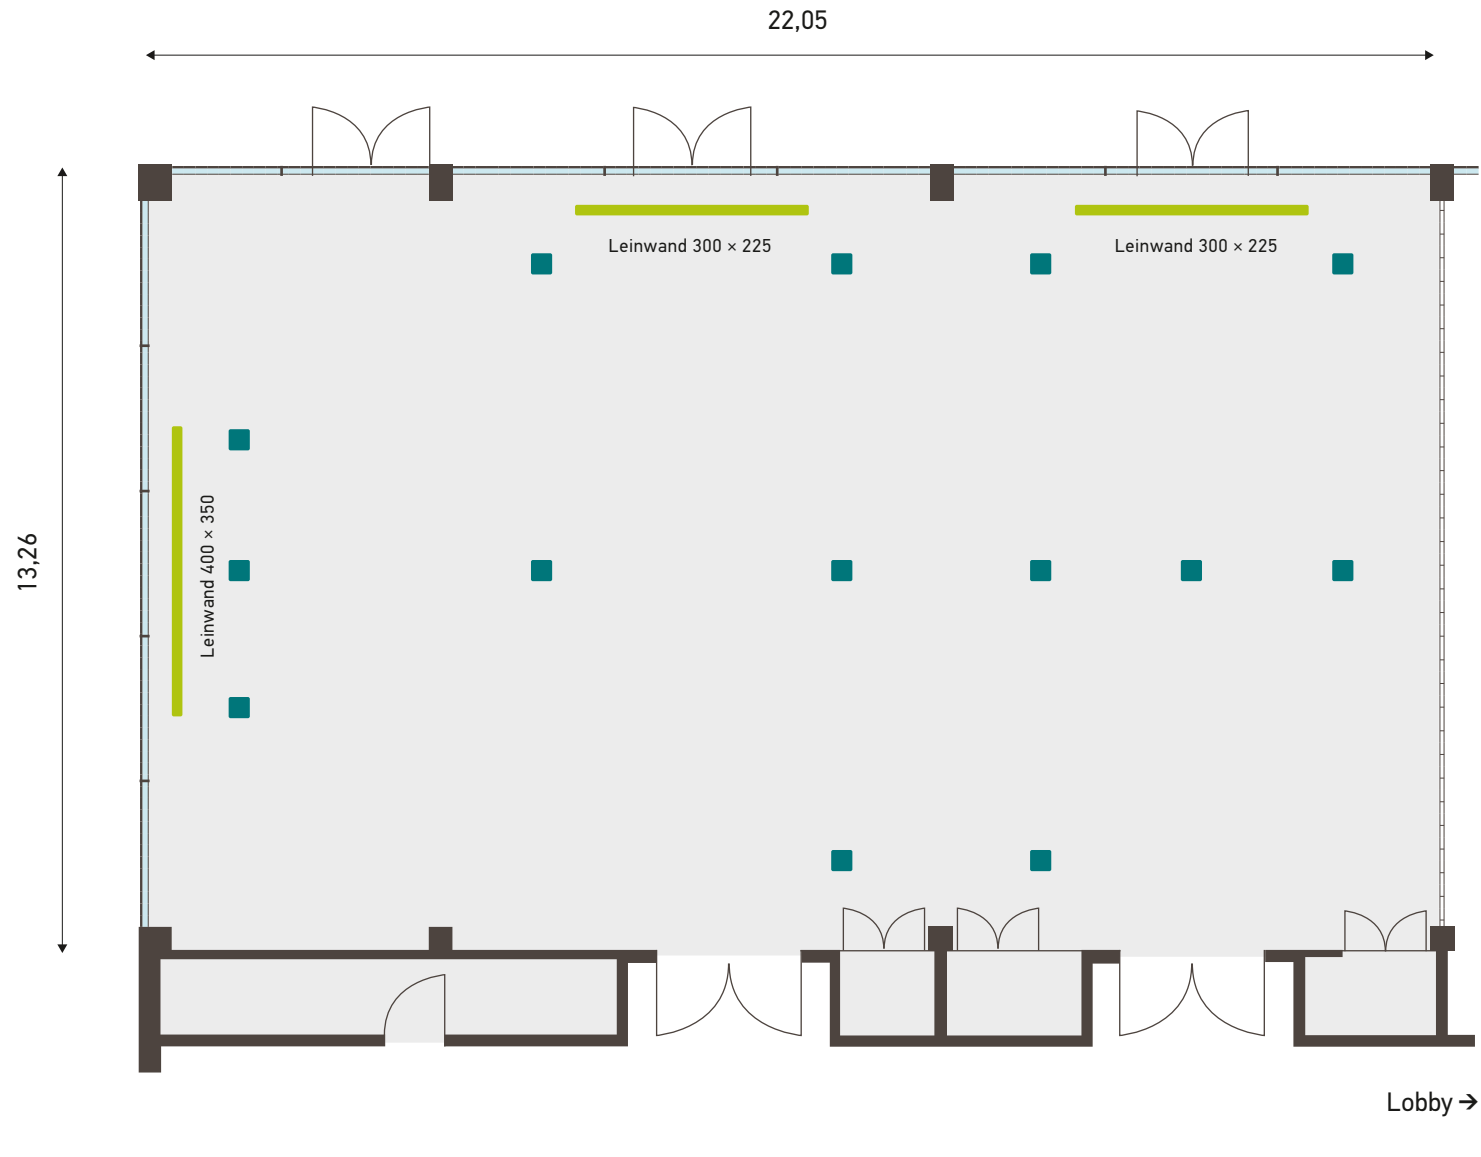 22,05
Leinwand 300 × 225
Leinwand 300 × 225
13,26
Leinwand 400 × 350
Lobby →